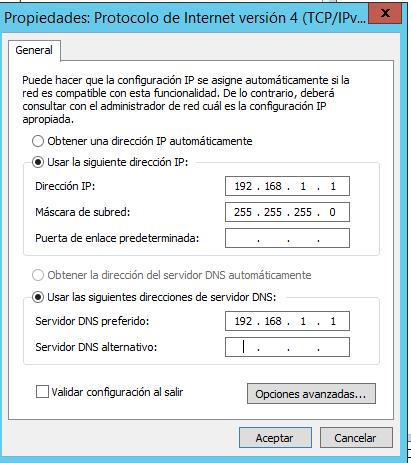 Propiedades: Protocolo de Internet versión 4 (TCP/IPv... x
General
Puede hacer que la configuración IP se asigne automáticamente si la
red es compatible con esta funcionalidad. De lo contrario, deberá
consultar con el administrador de red cuál es la configuración IP
apropiada.
Obtener una dirección IP automáticamente
Usar la siguiente dirección IP:
Dirección IP: 192 . 168 . 1 . 1
Máscara de subred: 255 . 255 . 255 . 0
Puerta de enlace predeterminada: . . .
Obtener la dirección del servidor DNS automáticamente
Usar las siguientes direcciones de servidor DNS:
Servidor DNS preferido: 192 . 168 . 1 . 1
Servidor DNS alternativo: . . .
Validar configuración al salir
Opciones avanzadas...
Aceptar Cancelar